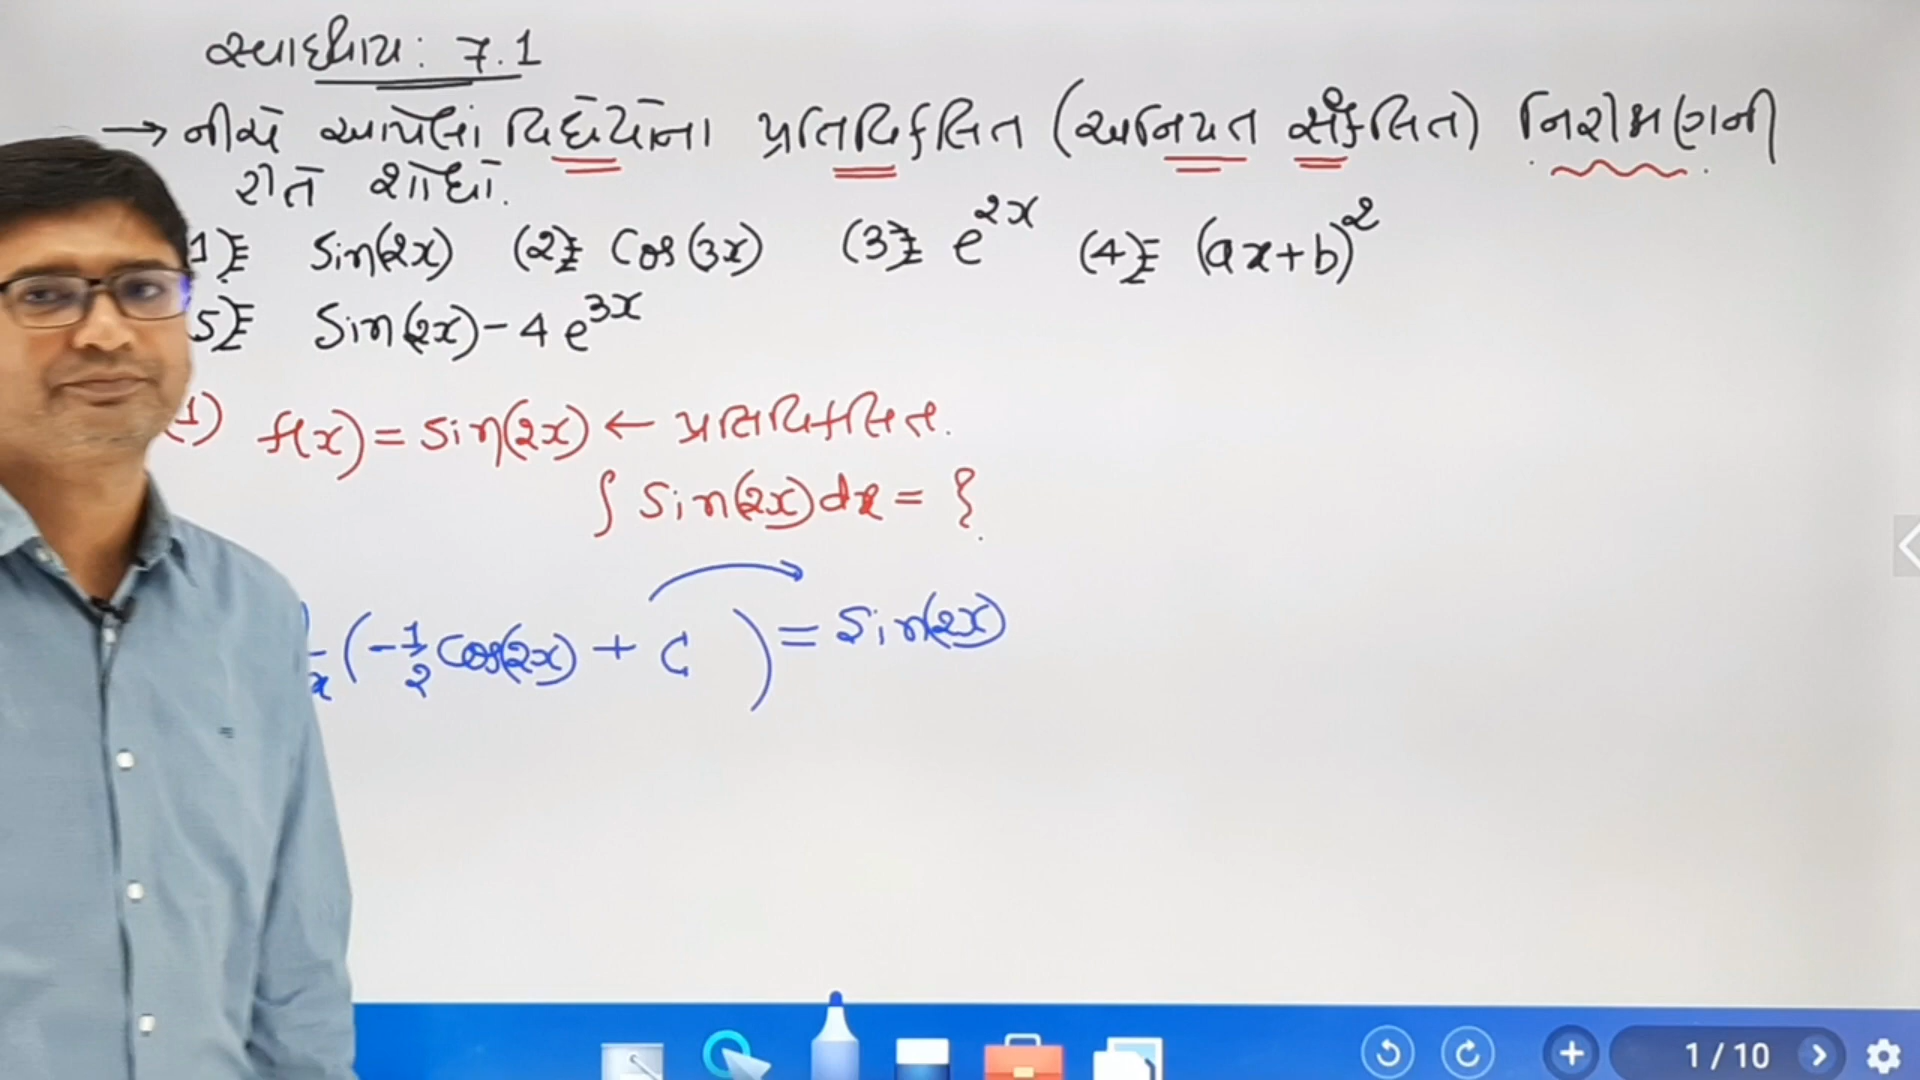 સ્વાધ્યાય: 7.1
→ નીચે આપેલાં વિધેયોના પ્રતિવિકલિત (અનિયત સંકલિત) નિરીક્ષણની
રીતે શોધો.
1) sin(2x) (2) cos(3x) (3) e^{2x} (4) (ax+b)^2
5) sin(2x)-4e^{3x}
1) f(x) = sin(2x) ← પ્રતિવિકલિત.
∫ sin(2x) dx = {
(-1/2 cos(2x) + c ) = sin(2x)
1 / 10